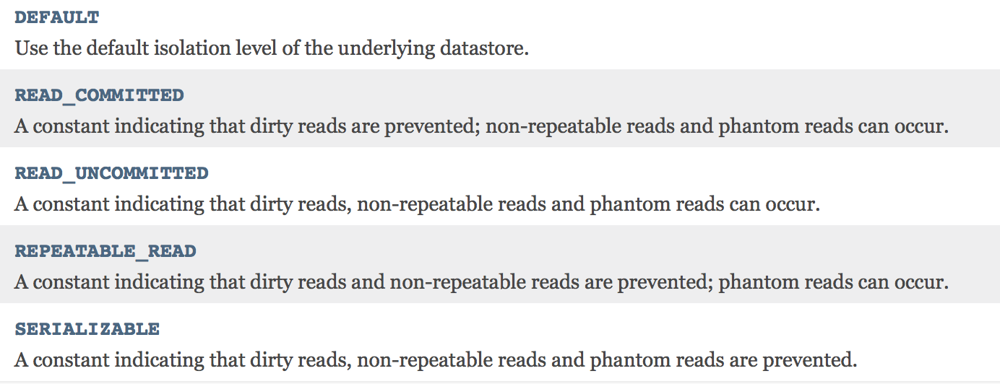 DEFAULT
Use the default isolation level of the underlying datastore.
READ_COMMITTED
A constant indicating that dirty reads are prevented; non-repeatable reads and phantom reads can occur.
READ_UNCOMMITTED
A constant indicating that dirty reads, non-repeatable reads and phantom reads can occur.
REPEATABLE_READ
A constant indicating that dirty reads and non-repeatable reads are prevented; phantom reads can occur.
SERIALIZABLE
A constant indicating that dirty reads, non-repeatable reads and phantom reads are prevented.